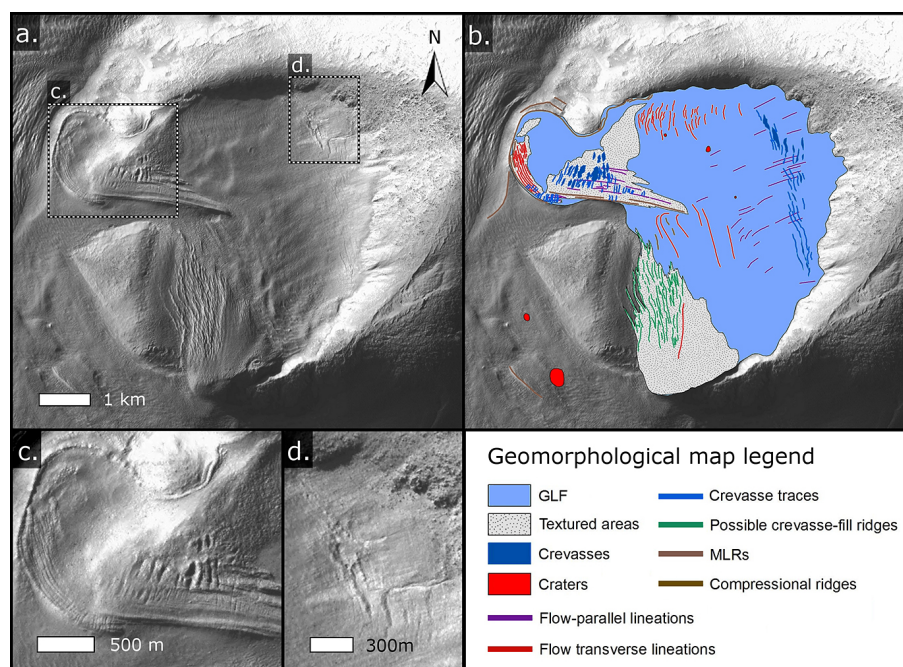 a.
N
c.
d.
1 km
b.
c.
500 m
d.
300m
Geomorphological map legend
GLF
Textured areas
Crevasses
Craters
Flow-parallel lineations
Flow transverse lineations
Crevasse traces
Possible crevasse-fill ridges
MLRs
Compressional ridges